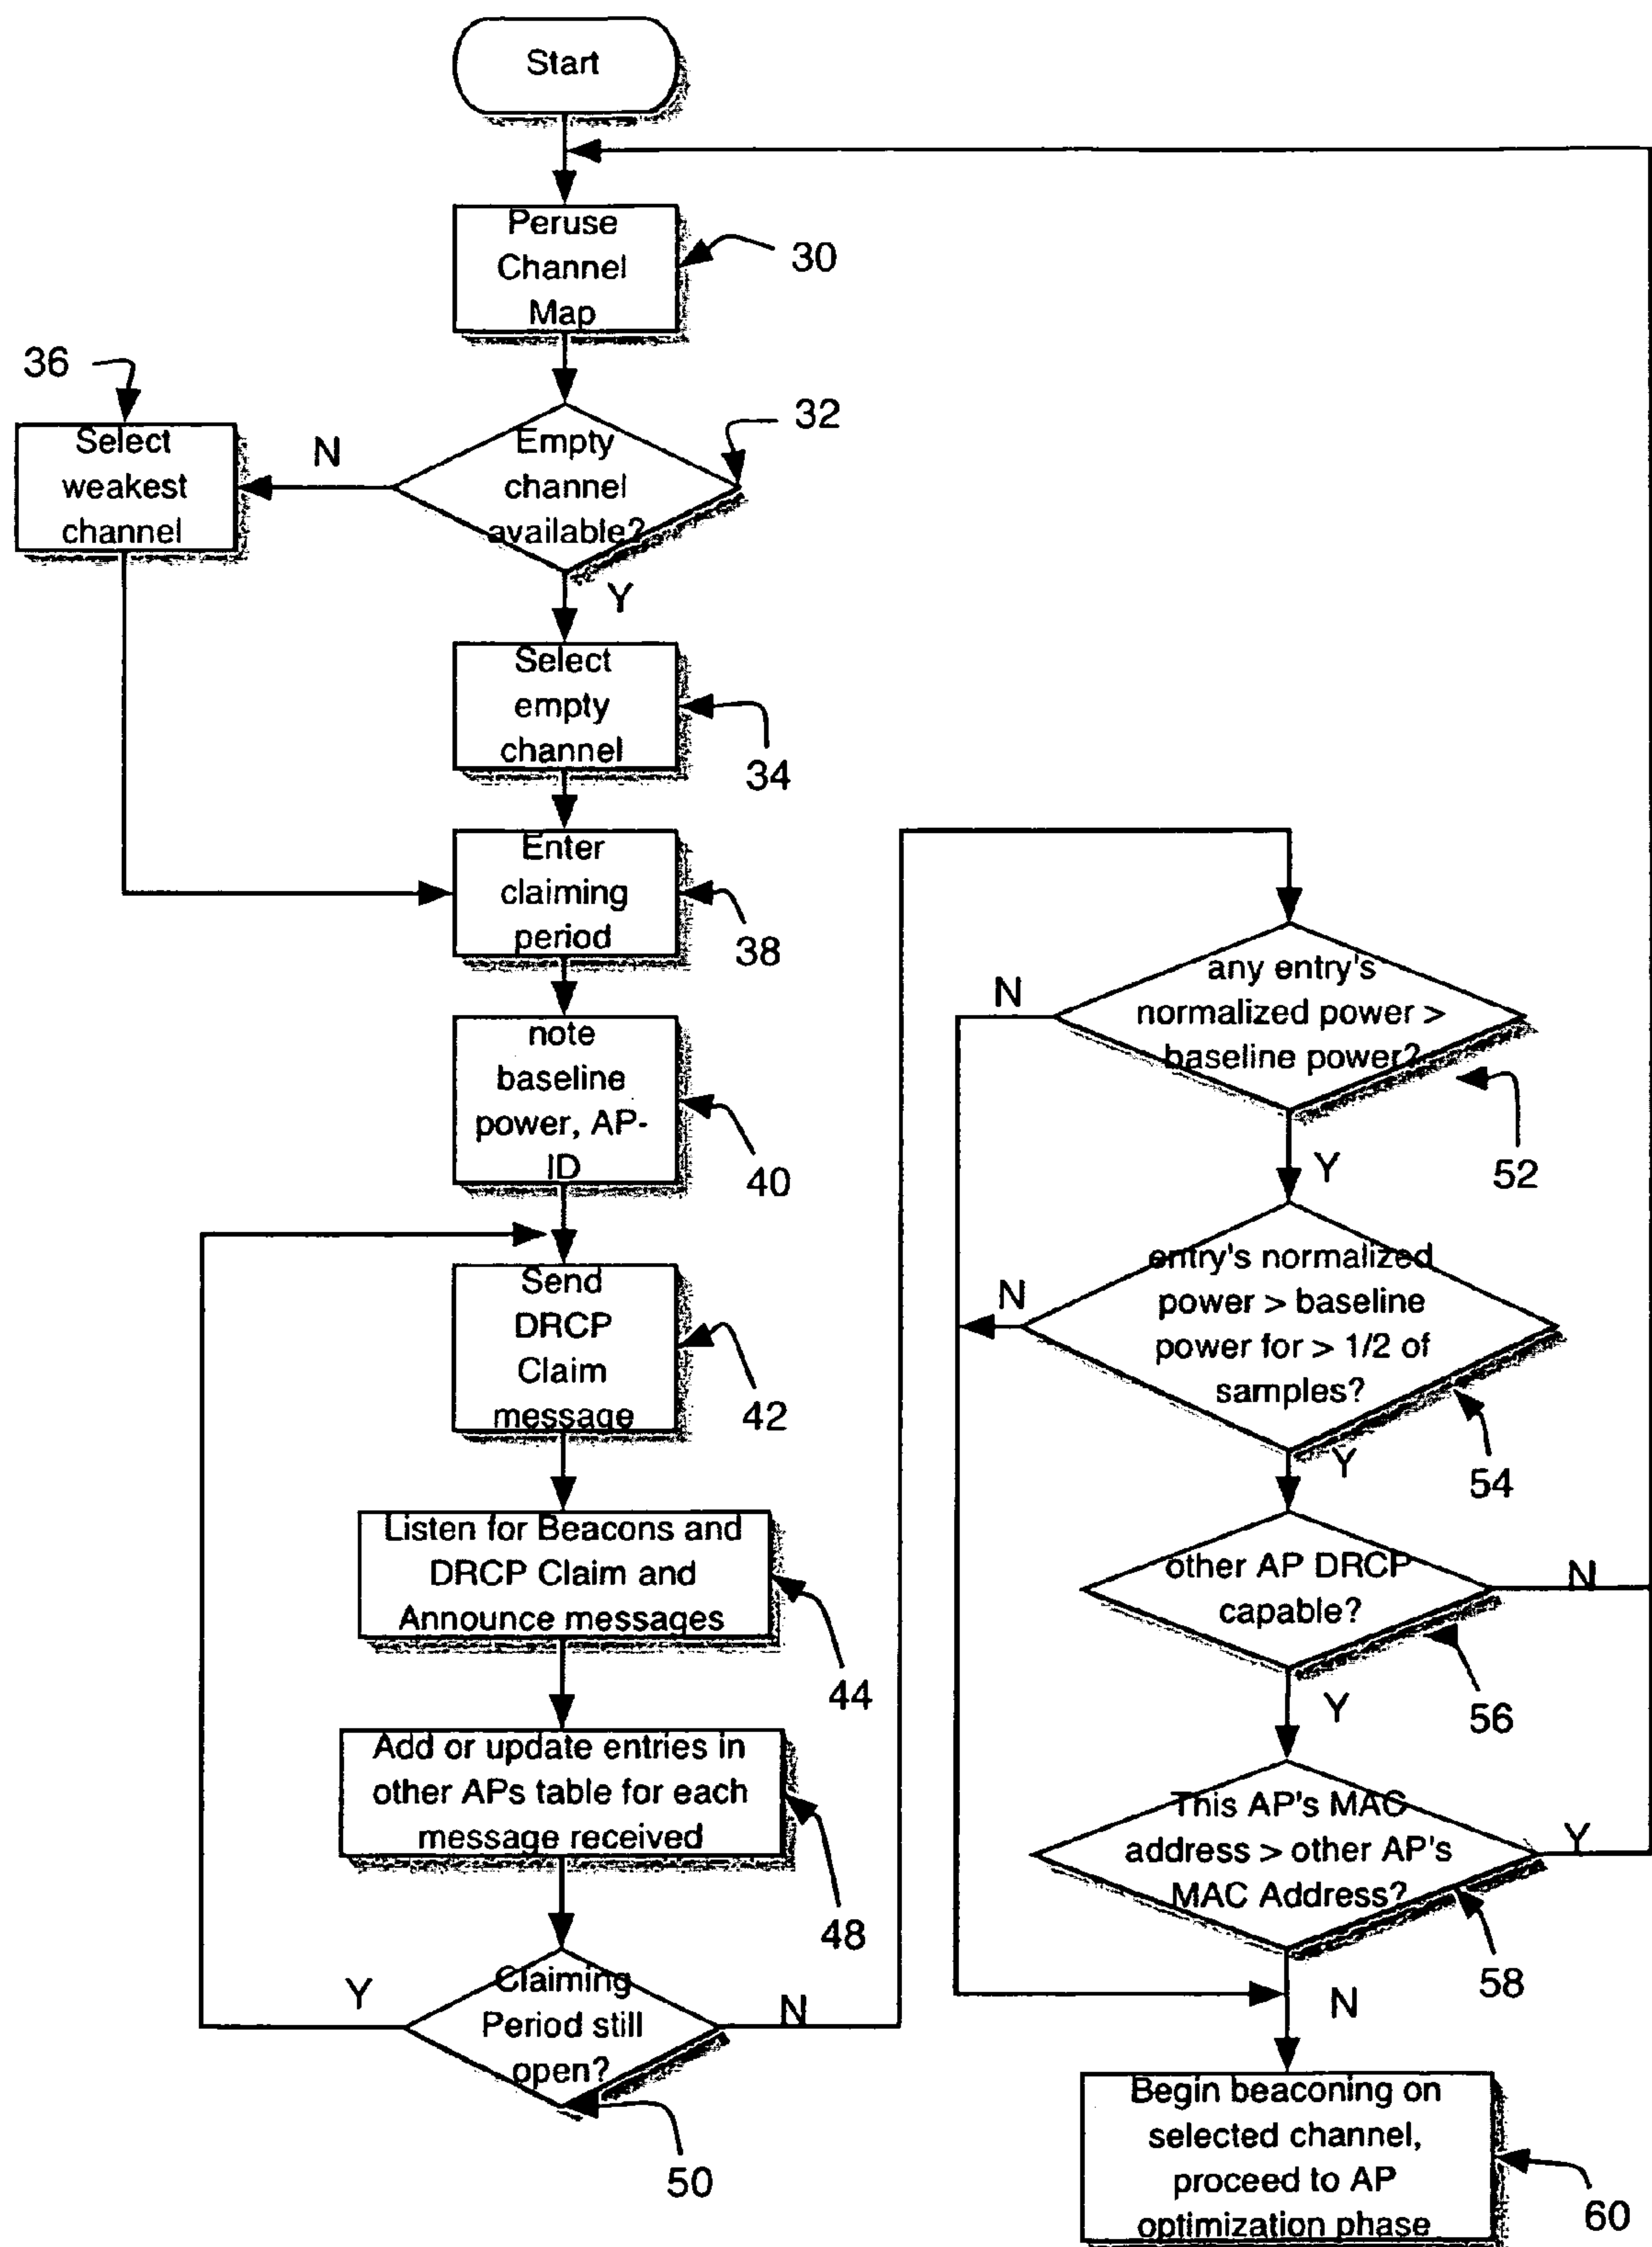 Start
Peruse
Channel
Map
30
36
Select
weakest
channel
N
Empty
channel
available?
32
Y
Select
empty
channel
34
Enter
claiming
period
38
note
baseline
power, AP-
ID
40
Send
DRCP
Claim
message
42
Listen for Beacons and
DRCP Claim and
Announce messages
44
Add or update entries in
other APs table for each
message received
48
Claiming
Period still
open?
Y
N
50
any entry's
normalized power >
baseline power?
N
52
Y
entry's normalized
power > baseline
power for > 1/2 of
samples?
N
54
Y
other AP DRCP
capable?
N
56
Y
This AP's MAC
address > other AP's
MAC Address?
Y
58
N
Begin beaconing on
selected channel,
proceed to AP
optimization phase
60